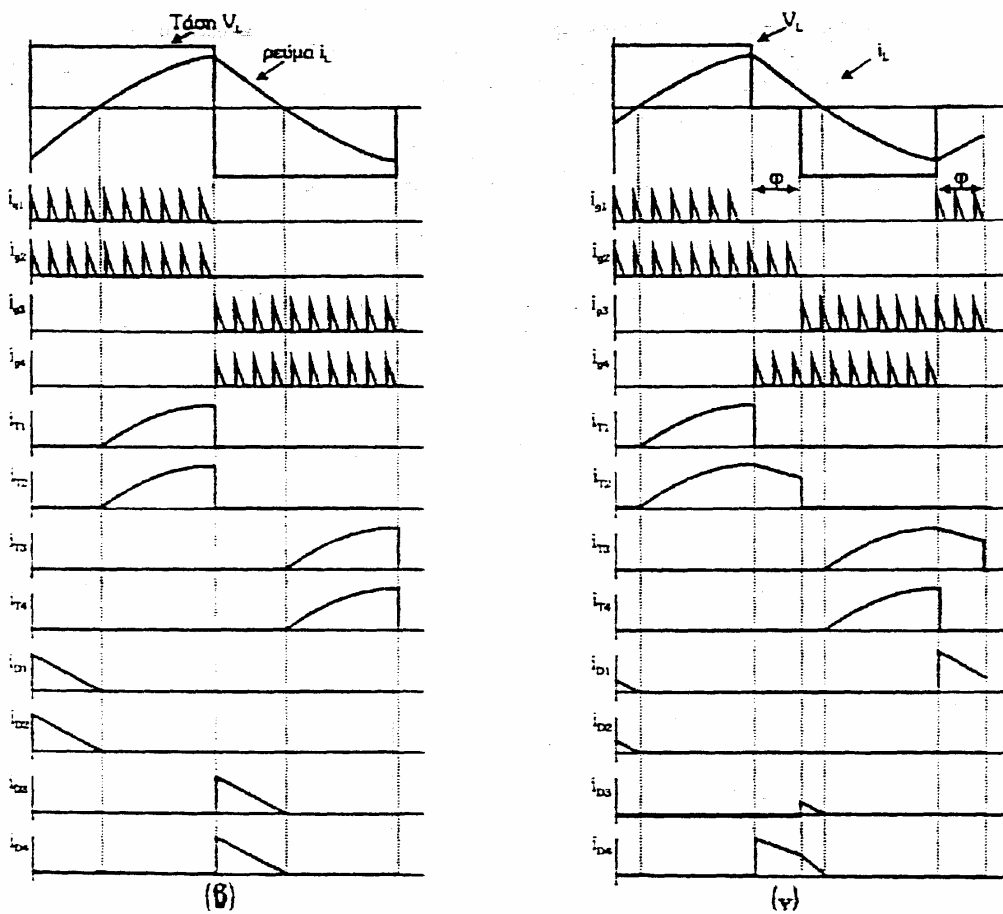 Τάση V_L
ρεύμα i_L
i_g1
i_g2
i_g3
i_g4
i_T1
i_T2
i_T3
i_T4
i_D1
i_D2
i_D3
i_D4
(β)
V_L
i_L
φ
φ
i_g1
i_g2
i_g3
i_g4
i_T1
i_T2
i_T3
i_T4
i_D1
i_D2
i_D3
i_D4
(γ)